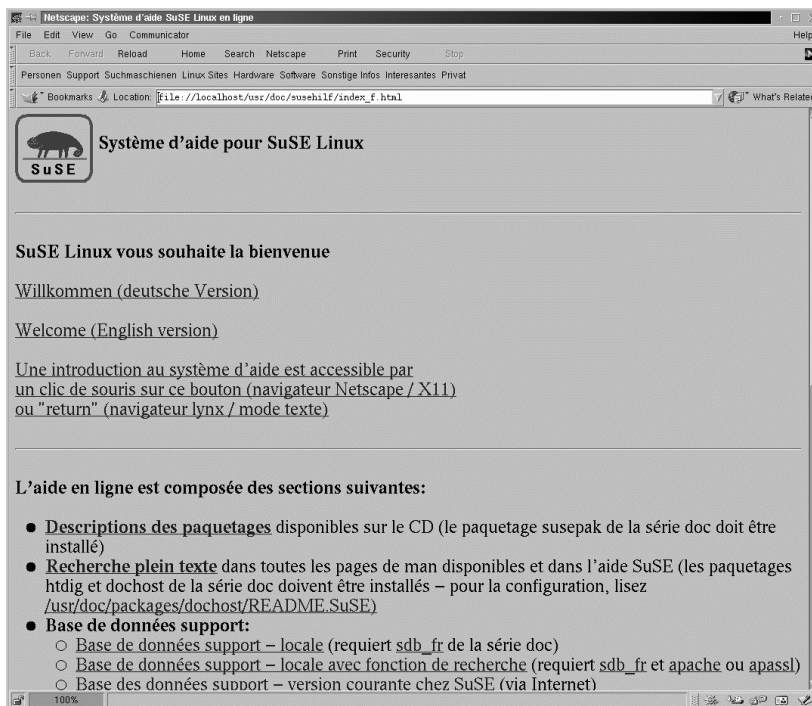 Netscape: Système d'aide SuSE Linux en ligne
File Edit View Go Communicator Help
Back Forward Reload Home Search Netscape Print Security Stop
Personen Support Suchmaschienen Linux Sites Hardware Software Sonstige Infos Interesantes Privat
Bookmarks Location: file://localhost/usr/doc/susehilf/index_f.html What's Related
SuSE
Système d'aide pour SuSE Linux
SuSE Linux vous souhaite la bienvenue
Willkommen (deutsche Version)
Welcome (English version)
Une introduction au système d'aide est accessible par
un clic de souris sur ce bouton (navigateur Netscape / X11)
ou "return" (navigateur lynx / mode texte)
L'aide en ligne est composée des sections suivantes:
● Descriptions des paquetages disponibles sur le CD (le paquetage susepak de la série doc doit être
installé)
● Recherche plein texte dans toutes les pages de man disponibles et dans l'aide SuSE (les paquetages
htdig et dochost de la série doc doivent être installés – pour la configuration, lisez
/usr/doc/packages/dochost/README.SuSE)
● Base de données support:
○ Base de données support – locale (requiert sdb_fr de la série doc)
○ Base de données support – locale avec fonction de recherche (requiert sdb_fr et apache ou apassl)
○ Base des données support – version courante chez SuSE (via Internet)
100%